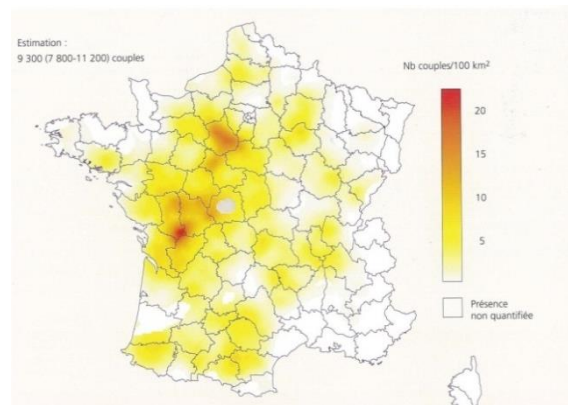 Estimation :
9 300 (7 800-11 200) couples
Nb couples/100 km²
20
15
10
5
Présence
non quantifiée